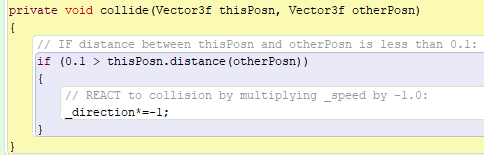 private void collide(Vector3f thisPosn, Vector3f otherPosn)
{
// IF distance between thisPosn and otherPosn is less than 0.1:
if (0.1 > thisPosn.distance(otherPosn))
{
// REACT to collision by multiplying _speed by -1.0:
_direction*=-1;
}
}